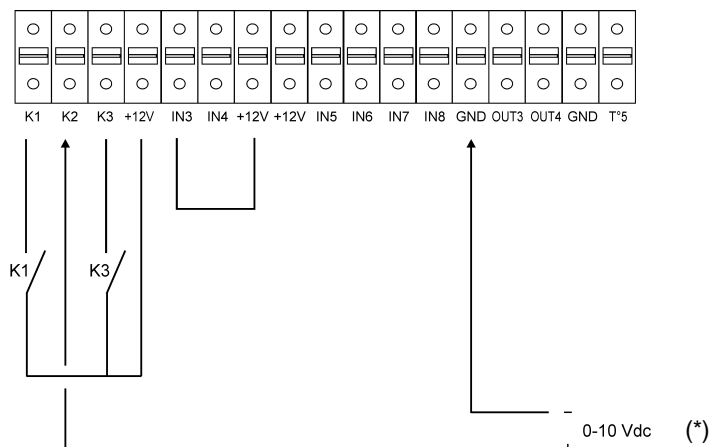 K1 K2 K3 +12V IN3 IN4 +12V +12V IN5 IN6 IN7 IN8 GND OUT3 OUT4 GND T°5
K1 K3
0-10 Vdc (*)